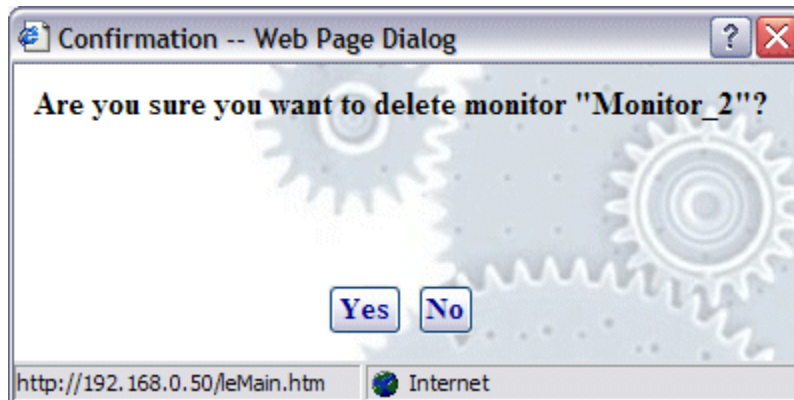 Confirmation -- Web Page Dialog
?
Are you sure you want to delete monitor "Monitor_2"?
Yes No
http://192.168.0.50/leMain.htm Internet